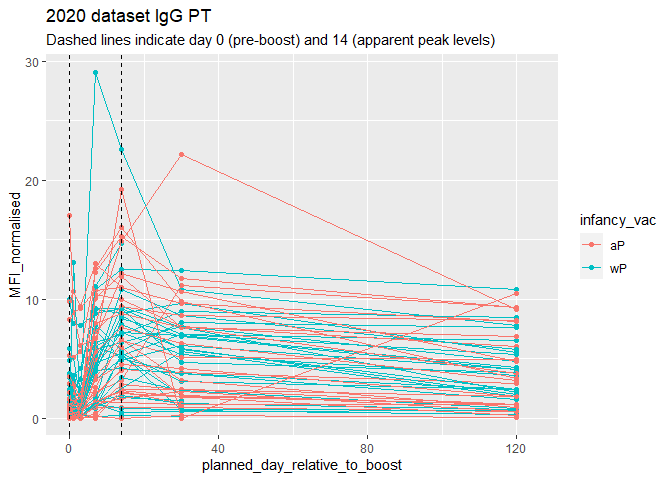 2020 dataset IgG PT
Dashed lines indicate day 0 (pre-boost) and 14 (apparent peak levels)
30
20
10
0
MFI_normalised
0
40
80
120
planned_day_relative_to_boost
infancy_vac
aP
wP